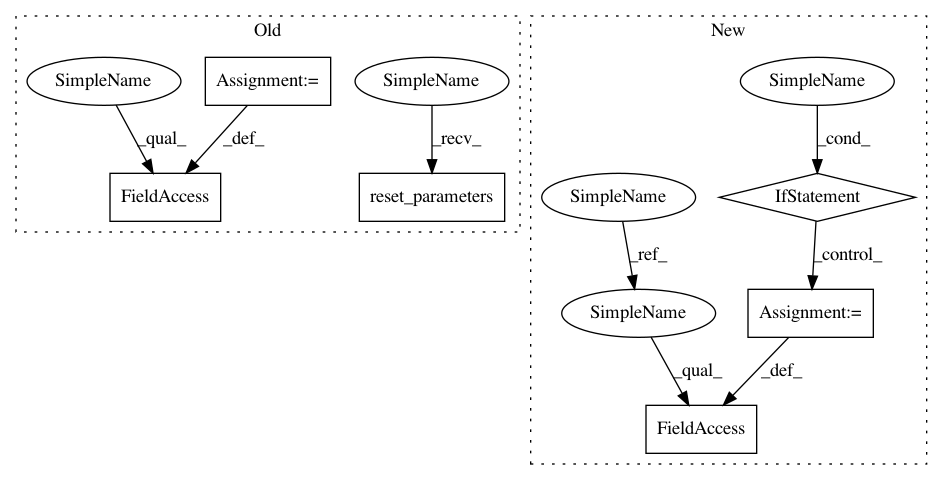 Old
New
SimpleName
Assignment:=
SimpleName
SimpleName
_qual_
_def_
_recv_
_cond_
FieldAccess
reset_parameters
SimpleName
IfStatement
_ref_
_control_
SimpleName
Assignment:=
_qual_
_def_
FieldAccess